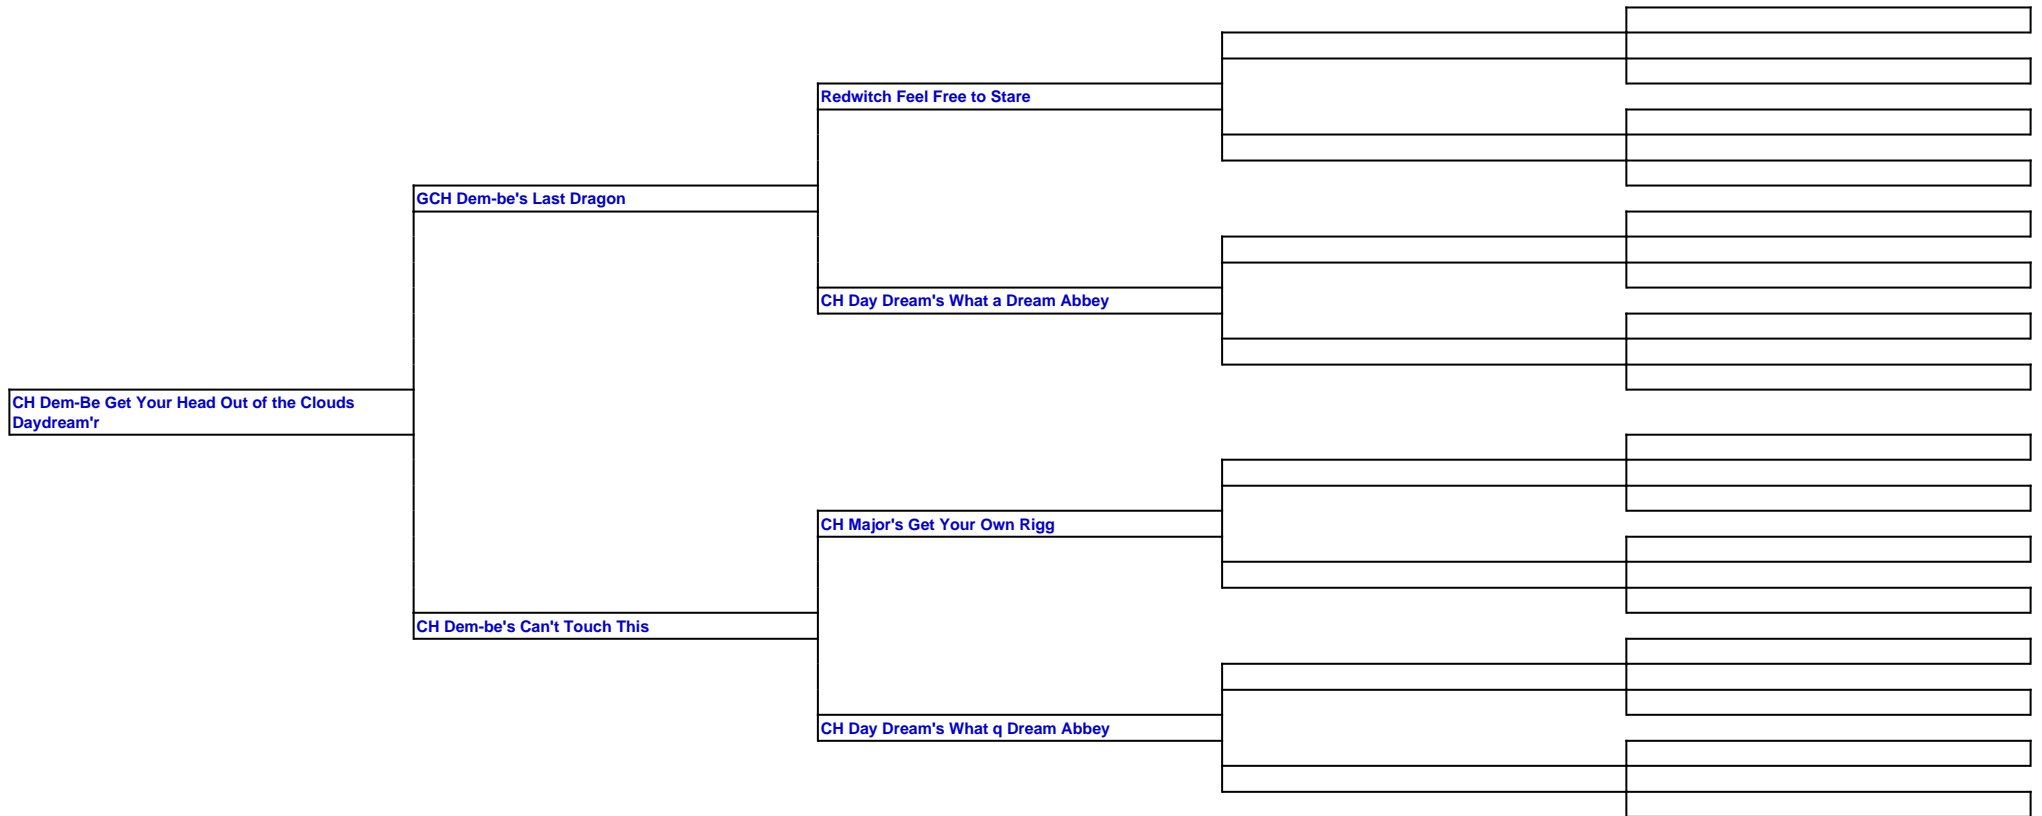 Redwitch Feel Free to Stare
GCH Dem-be's Last Dragon
CH Day Dream's What a Dream Abbey
CH Dem-Be Get Your Head Out of the Clouds
Daydream'r
CH Major's Get Your Own Rigg
CH Dem-be's Can't Touch This
CH Day Dream's What q Dream Abbey